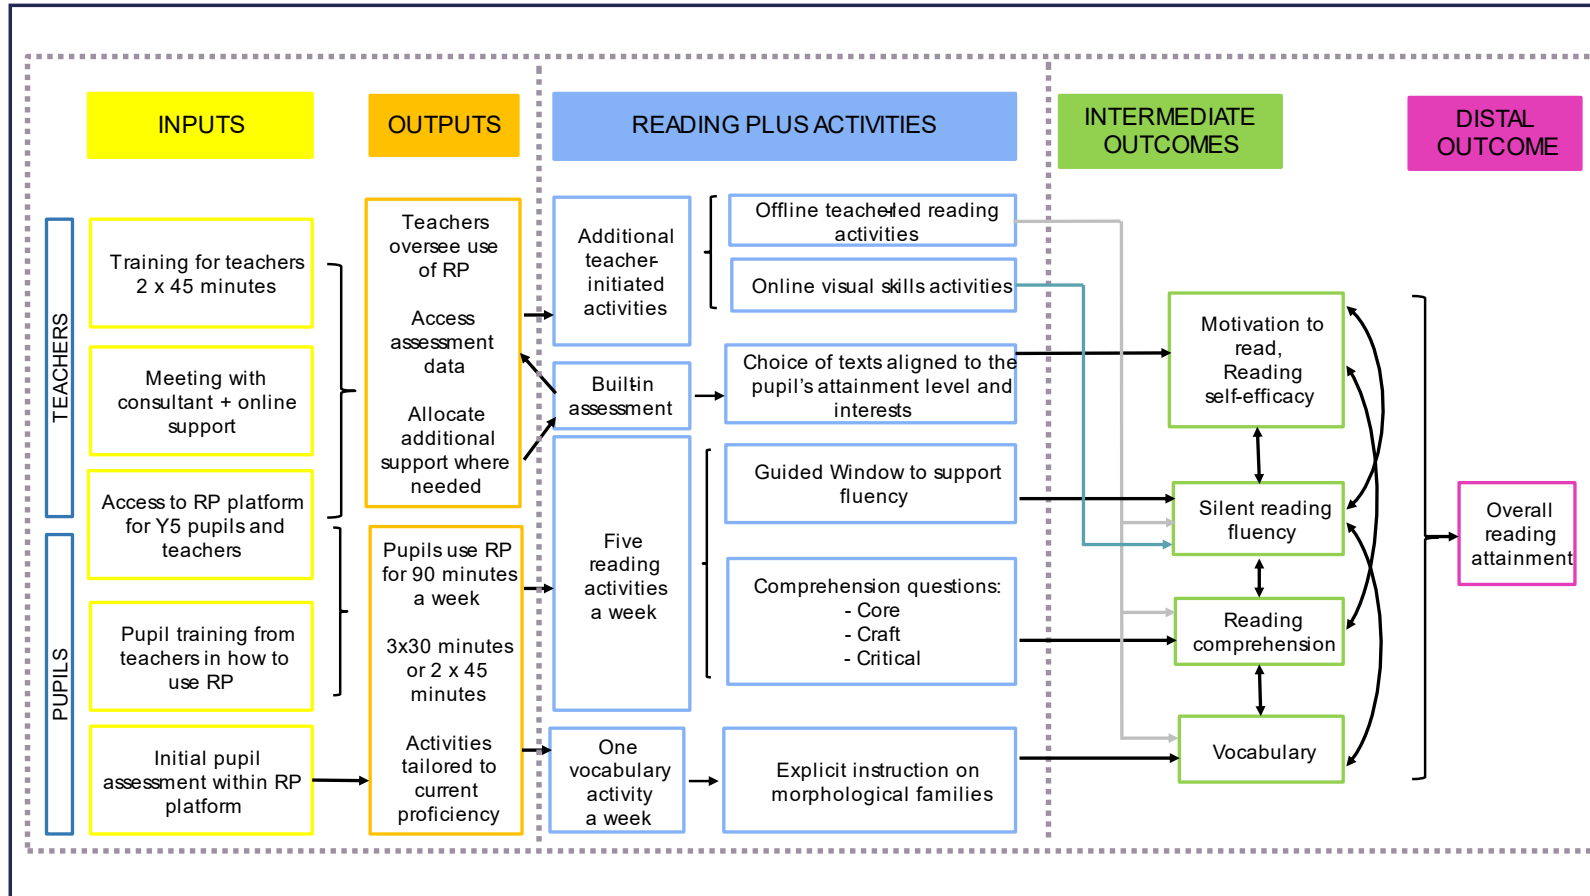 INPUTS
OUTPUTS
READING PLUS ACTIVITIES
INTERMEDIATE
OUTCOMES
DISTAL
OUTCOME
TEACHERS
Training for teachers
2 x 45 minutes
Meeting with
consultant + online
support
Access to RP platform
for Y5 pupils and
teachers
PUPILS
Pupil training from
teachers in how to
use RP
Initial pupil
assessment within RP
platform
Teachers
oversee use
of RP
Access
assessment
data
Allocate
additional
support where
needed
Pupils use RP
for 90 minutes
a week
3x30 minutes
or 2 x 45
minutes
Activities
tailored to
current
proficiency
Additional
teacher-
initiated
activities
Built-in
assessment
Five
reading
activities
a week
One
vocabulary
activity
a week
Offline teacher-led reading
activities
Online visual skills activities
Choice of texts aligned to the
pupil's attainment level and
interests
Guided Window to support
fluency
Comprehension questions:
- Core
- Craft
- Critical
Explicit instruction on
morphological families
Motivation to
read,
Reading
self-efficacy
Silent reading
fluency
Reading
comprehension
Vocabulary
Overall
reading
attainment